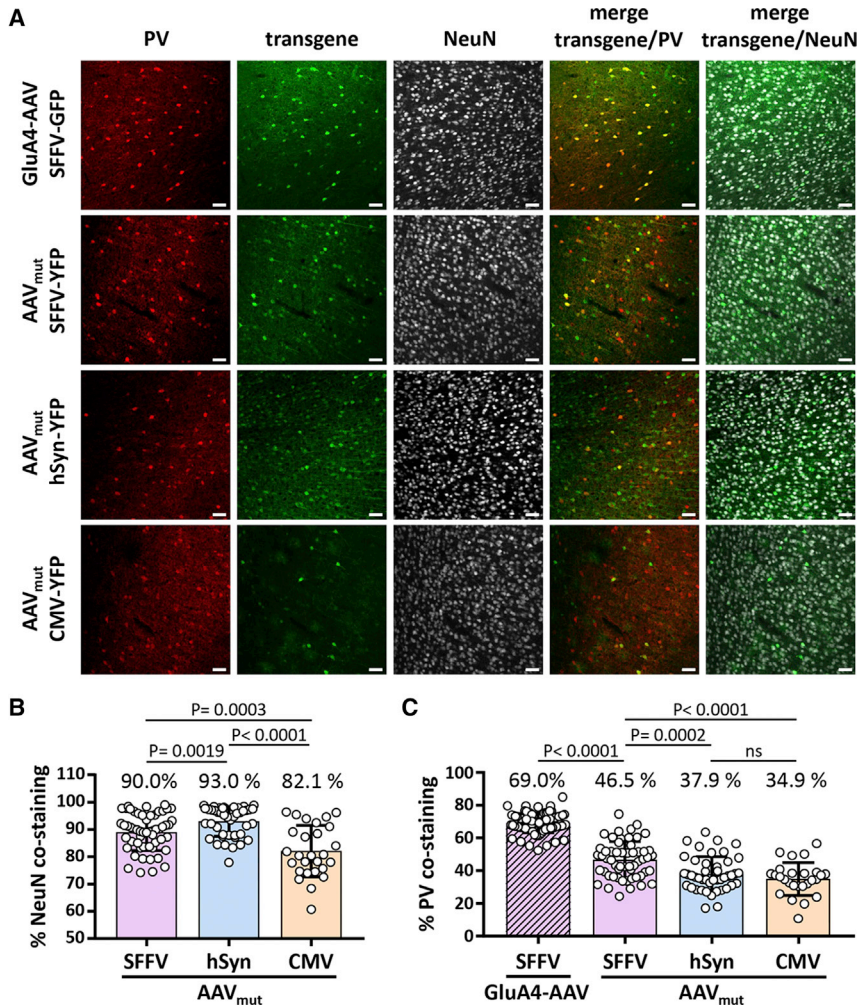 A
PV
transgene
NeuN
merge
transgene/PV
merge
transgene/NeuN
GluA4-AAV
SFFV-GFP
AAVmut
SFFV-YFP
AAVmut
hSyn-YFP
AAVmut
CMV-YFP
B
P= 0.0003
P= 0.0019
P< 0.0001
90.0%
93.0 %
82.1 %
% NeuN co-staining
110
100
90
80
70
60
50
SFFV
hSyn
CMV
AAVmut
C
P< 0.0001
P= 0.0002
P< 0.0001
ns
69.0%
46.5 %
37.9 %
34.9 %
% PV co-staining
100
80
60
40
20
0
SFFV
SFFV
hSyn
CMV
GluA4-AAV
AAVmut